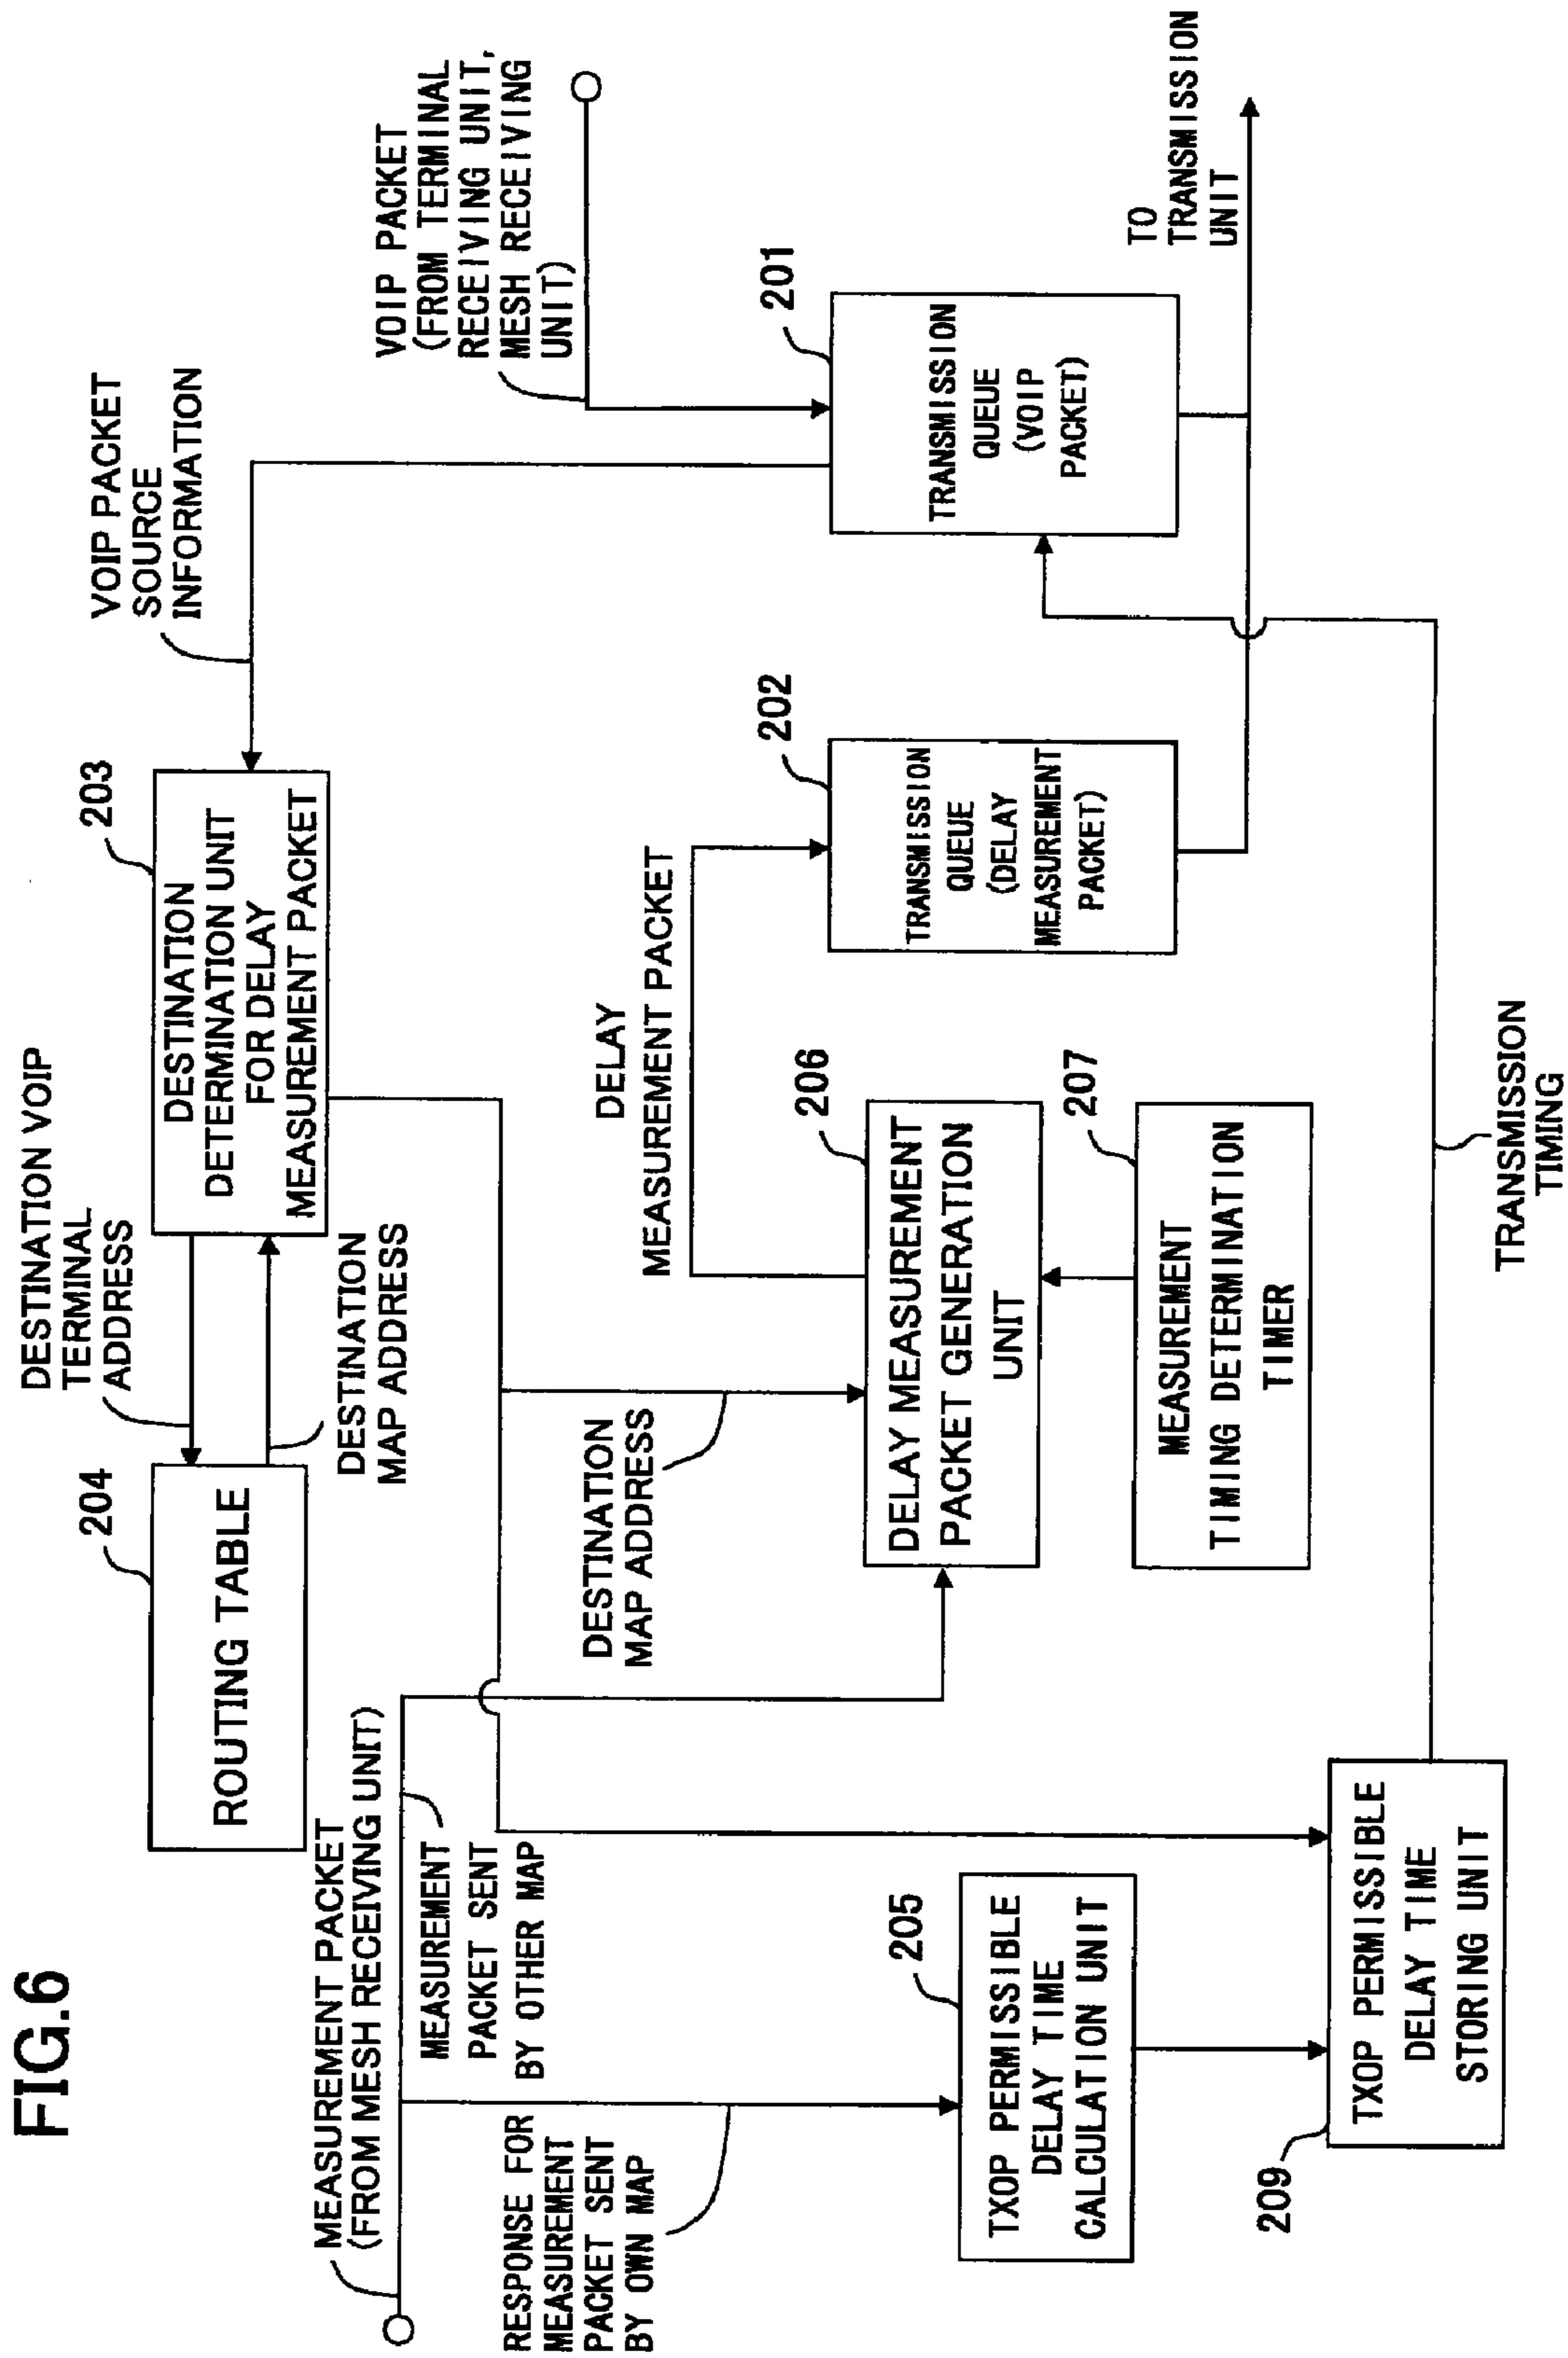 FIG.6
MEASUREMENT PACKET
(FROM MESH RECEIVING UNIT)
204
ROUTING TABLE
DESTINATION VOIP
TERMINAL
ADDRESS
DESTINATION
MAP ADDRESS
203
DESTINATION
DETERMINATION UNIT
FOR DELAY
MEASUREMENT PACKET
VOIP PACKET
SOURCE
INFORMATION
VOIP PACKET
(FROM TERMINAL
RECEIVING UNIT,
MESH RECEIVING
UNIT)
MEASUREMENT
PACKET SENT
BY OTHER MAP
RESPONSE FOR
MEASUREMENT
PACKET SENT
BY OWN MAP
DESTINATION
MAP ADDRESS
DELAY
MEASUREMENT PACKET
206
DELAY MEASUREMENT
PACKET GENERATION
UNIT
202
TRANSMISSION
QUEUE
(DELAY
MEASUREMENT
PACKET)
201
TRANSMISSION
QUEUE
(VOIP
PACKET)
205
TXOP PERMISSIBLE
DELAY TIME
CALCULATION UNIT
207
MEASUREMENT
TIMING DETERMINATION
TIMER
TO
TRANSMISSION
UNIT
209
TXOP PERMISSIBLE
DELAY TIME
STORING UNIT
TRANSMISSION
TIMING